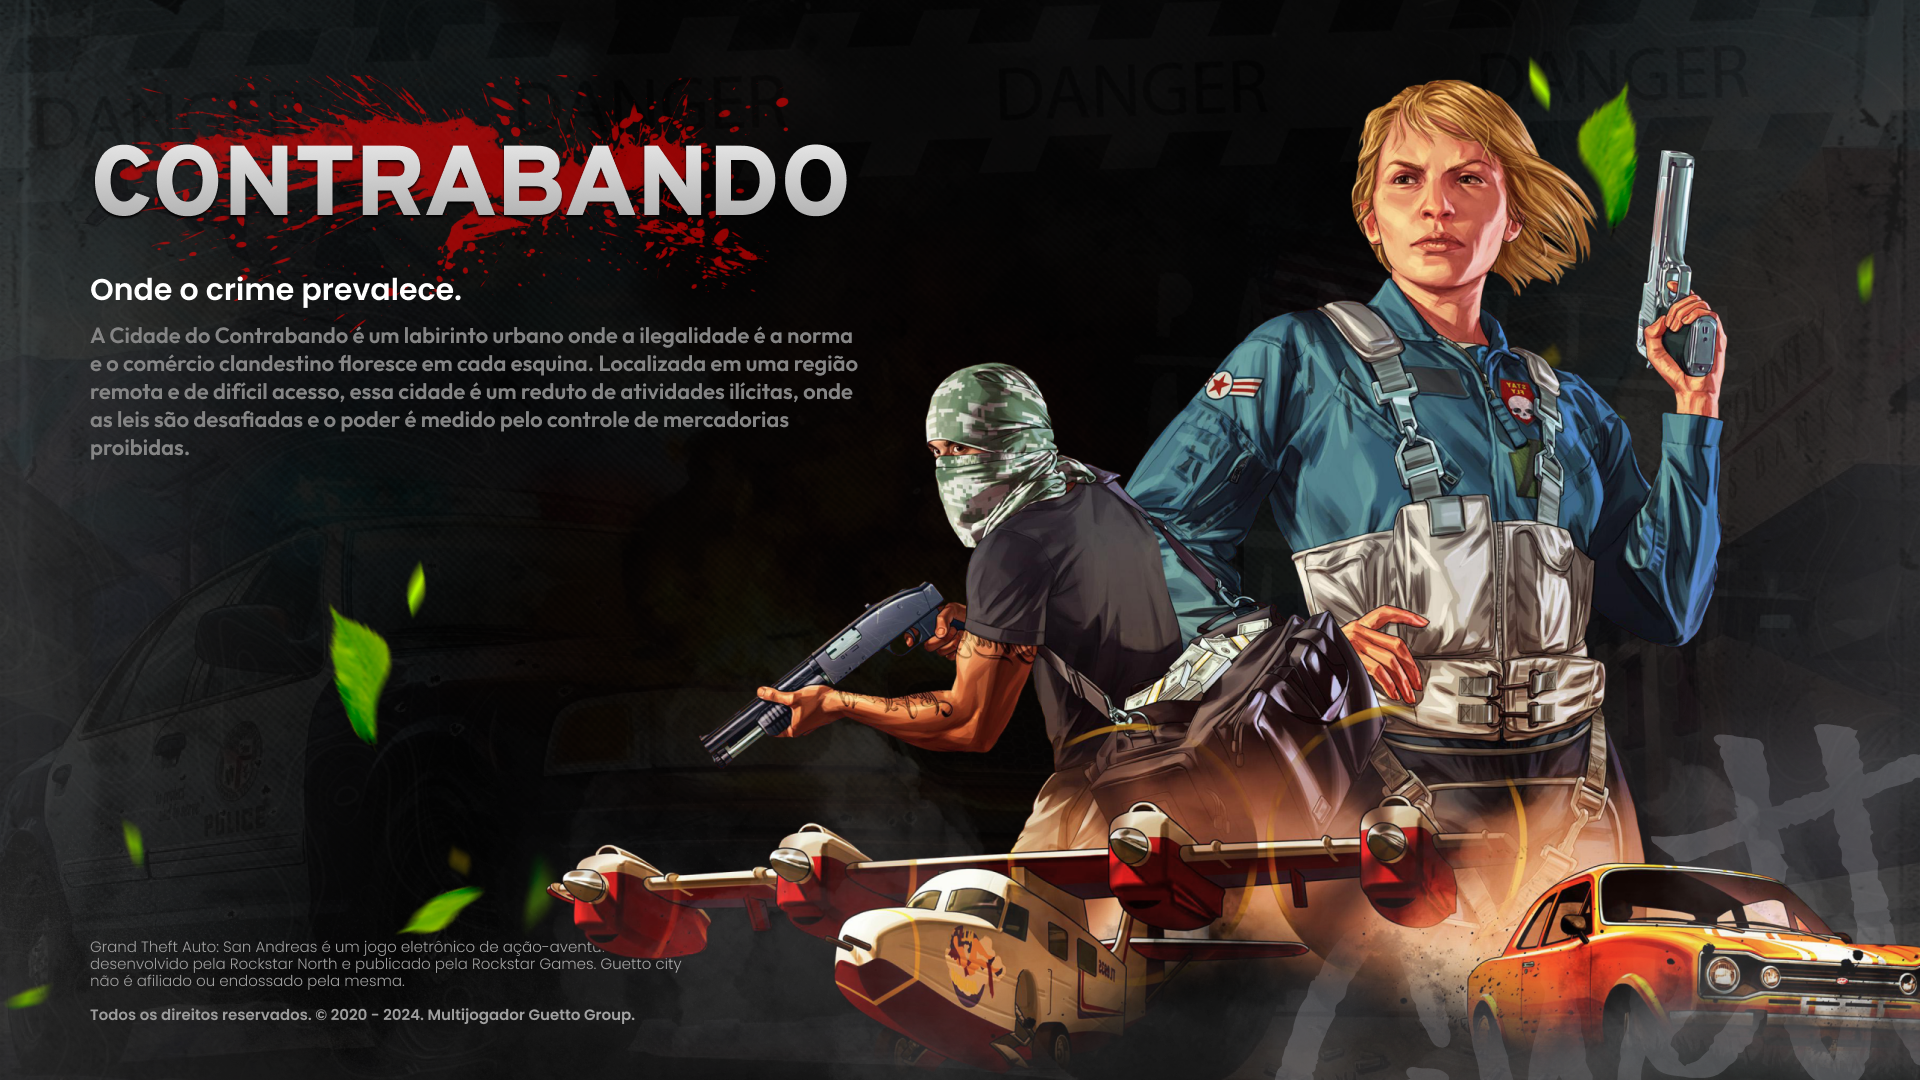 DANGER DANGER DANGER DANGER
CONTRABANDO
Onde o crime prevalece.
A Cidade do Contrabando é um labirinto urbano onde a ilegalidade é a norma
e o comércio clandestino floresce em cada esquina. Localizada em uma região
remota e de difícil acesso, essa cidade é um reduto de atividades ilícitas, onde
as leis são desafiadas e o poder é medido pelo controle de mercadorias
proibidas.
POLICE
Grand Theft Auto: San Andreas é um jogo eletrônico de ação-aventu
desenvolvido pela Rockstar North e publicado pela Rockstar Games. Guetto city
não é afiliado ou endossado pela mesma.
Todos os direitos reservados. © 2020 - 2024. Multijogador Guetto Group.